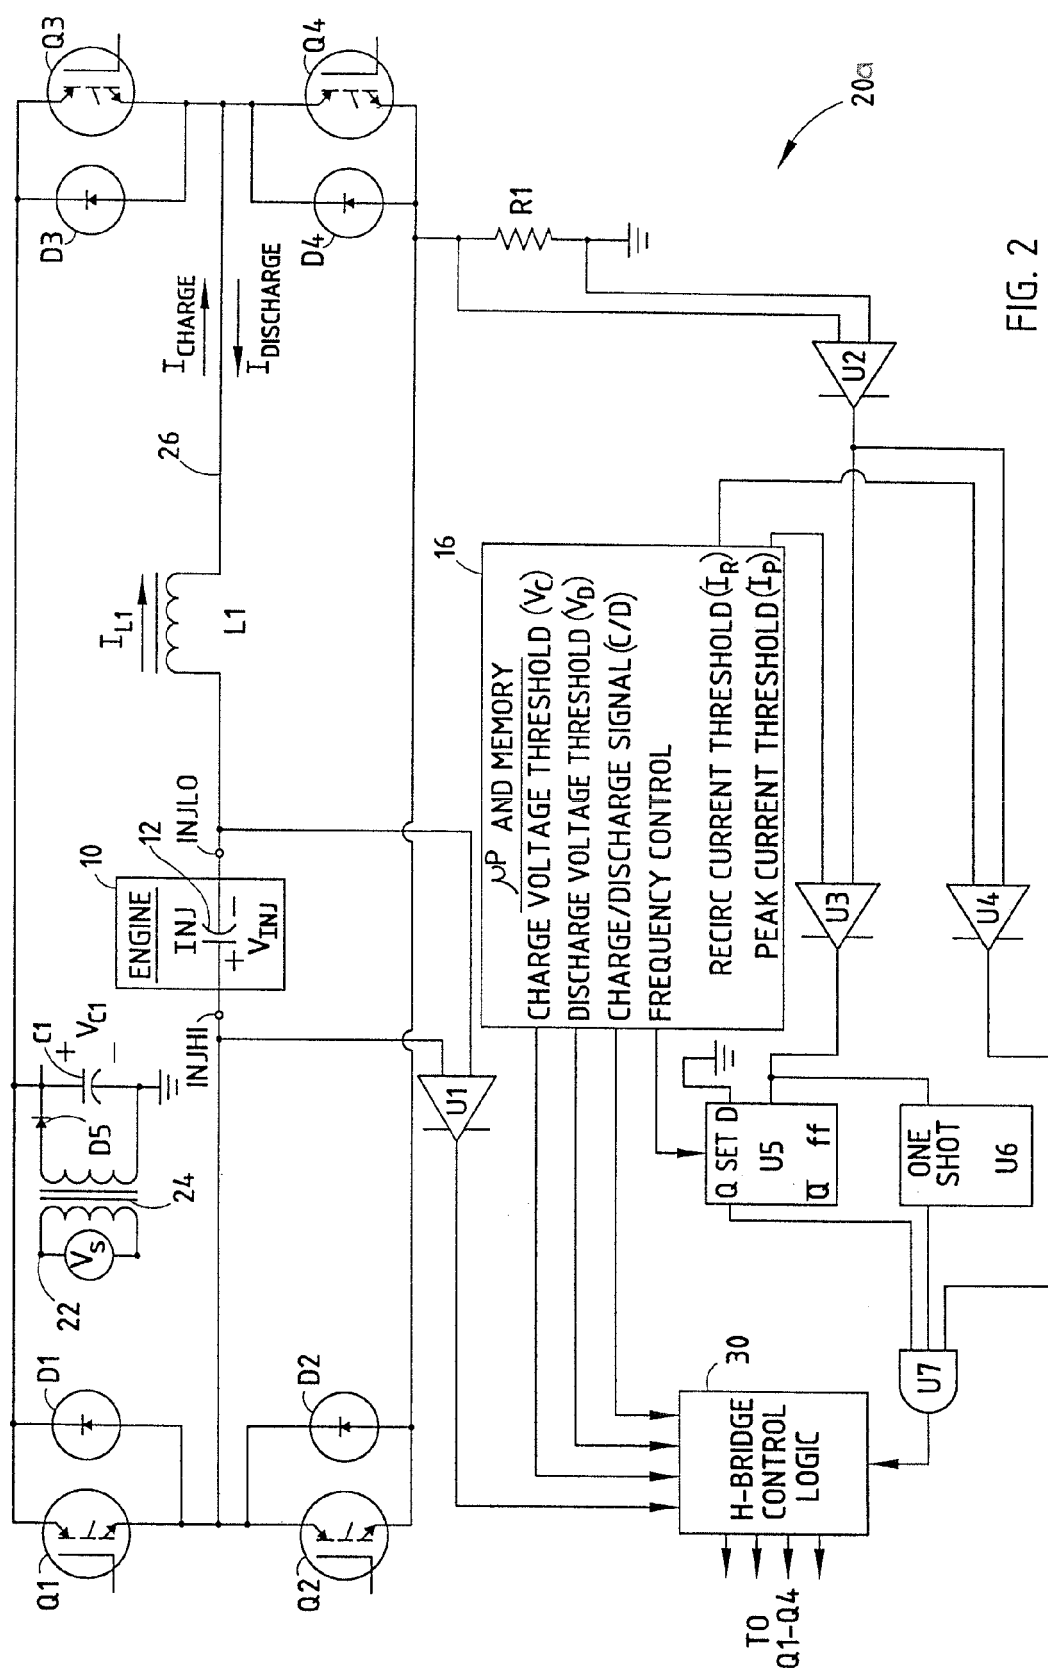 Q1
D1
22
V_S
24
D5
C1
+
V_C1
-
D3
Q3
Q2
D2
INJHI
10
ENGINE
INJ
+
-
V_INJ
12
INJLO
I_L1
L1
26
I_CHARGE
I_DISCHARGE
D4
Q4
R1
20a
U1
U2
16
μP AND MEMORY
CHARGE VOLTAGE THRESHOLD (V_C)
DISCHARGE VOLTAGE THRESHOLD (V_D)
CHARGE/DISCHARGE SIGNAL (C/D)
FREQUENCY CONTROL
RECIRC CURRENT THRESHOLD (I_R)
PEAK CURRENT THRESHOLD (I_P)
30
H-BRIDGE
CONTROL
LOGIC
TO
Q1-Q4
Q SET D
U5
Q̅ ff
U3
ONE
SHOT
U6
U4
U7
FIG. 2